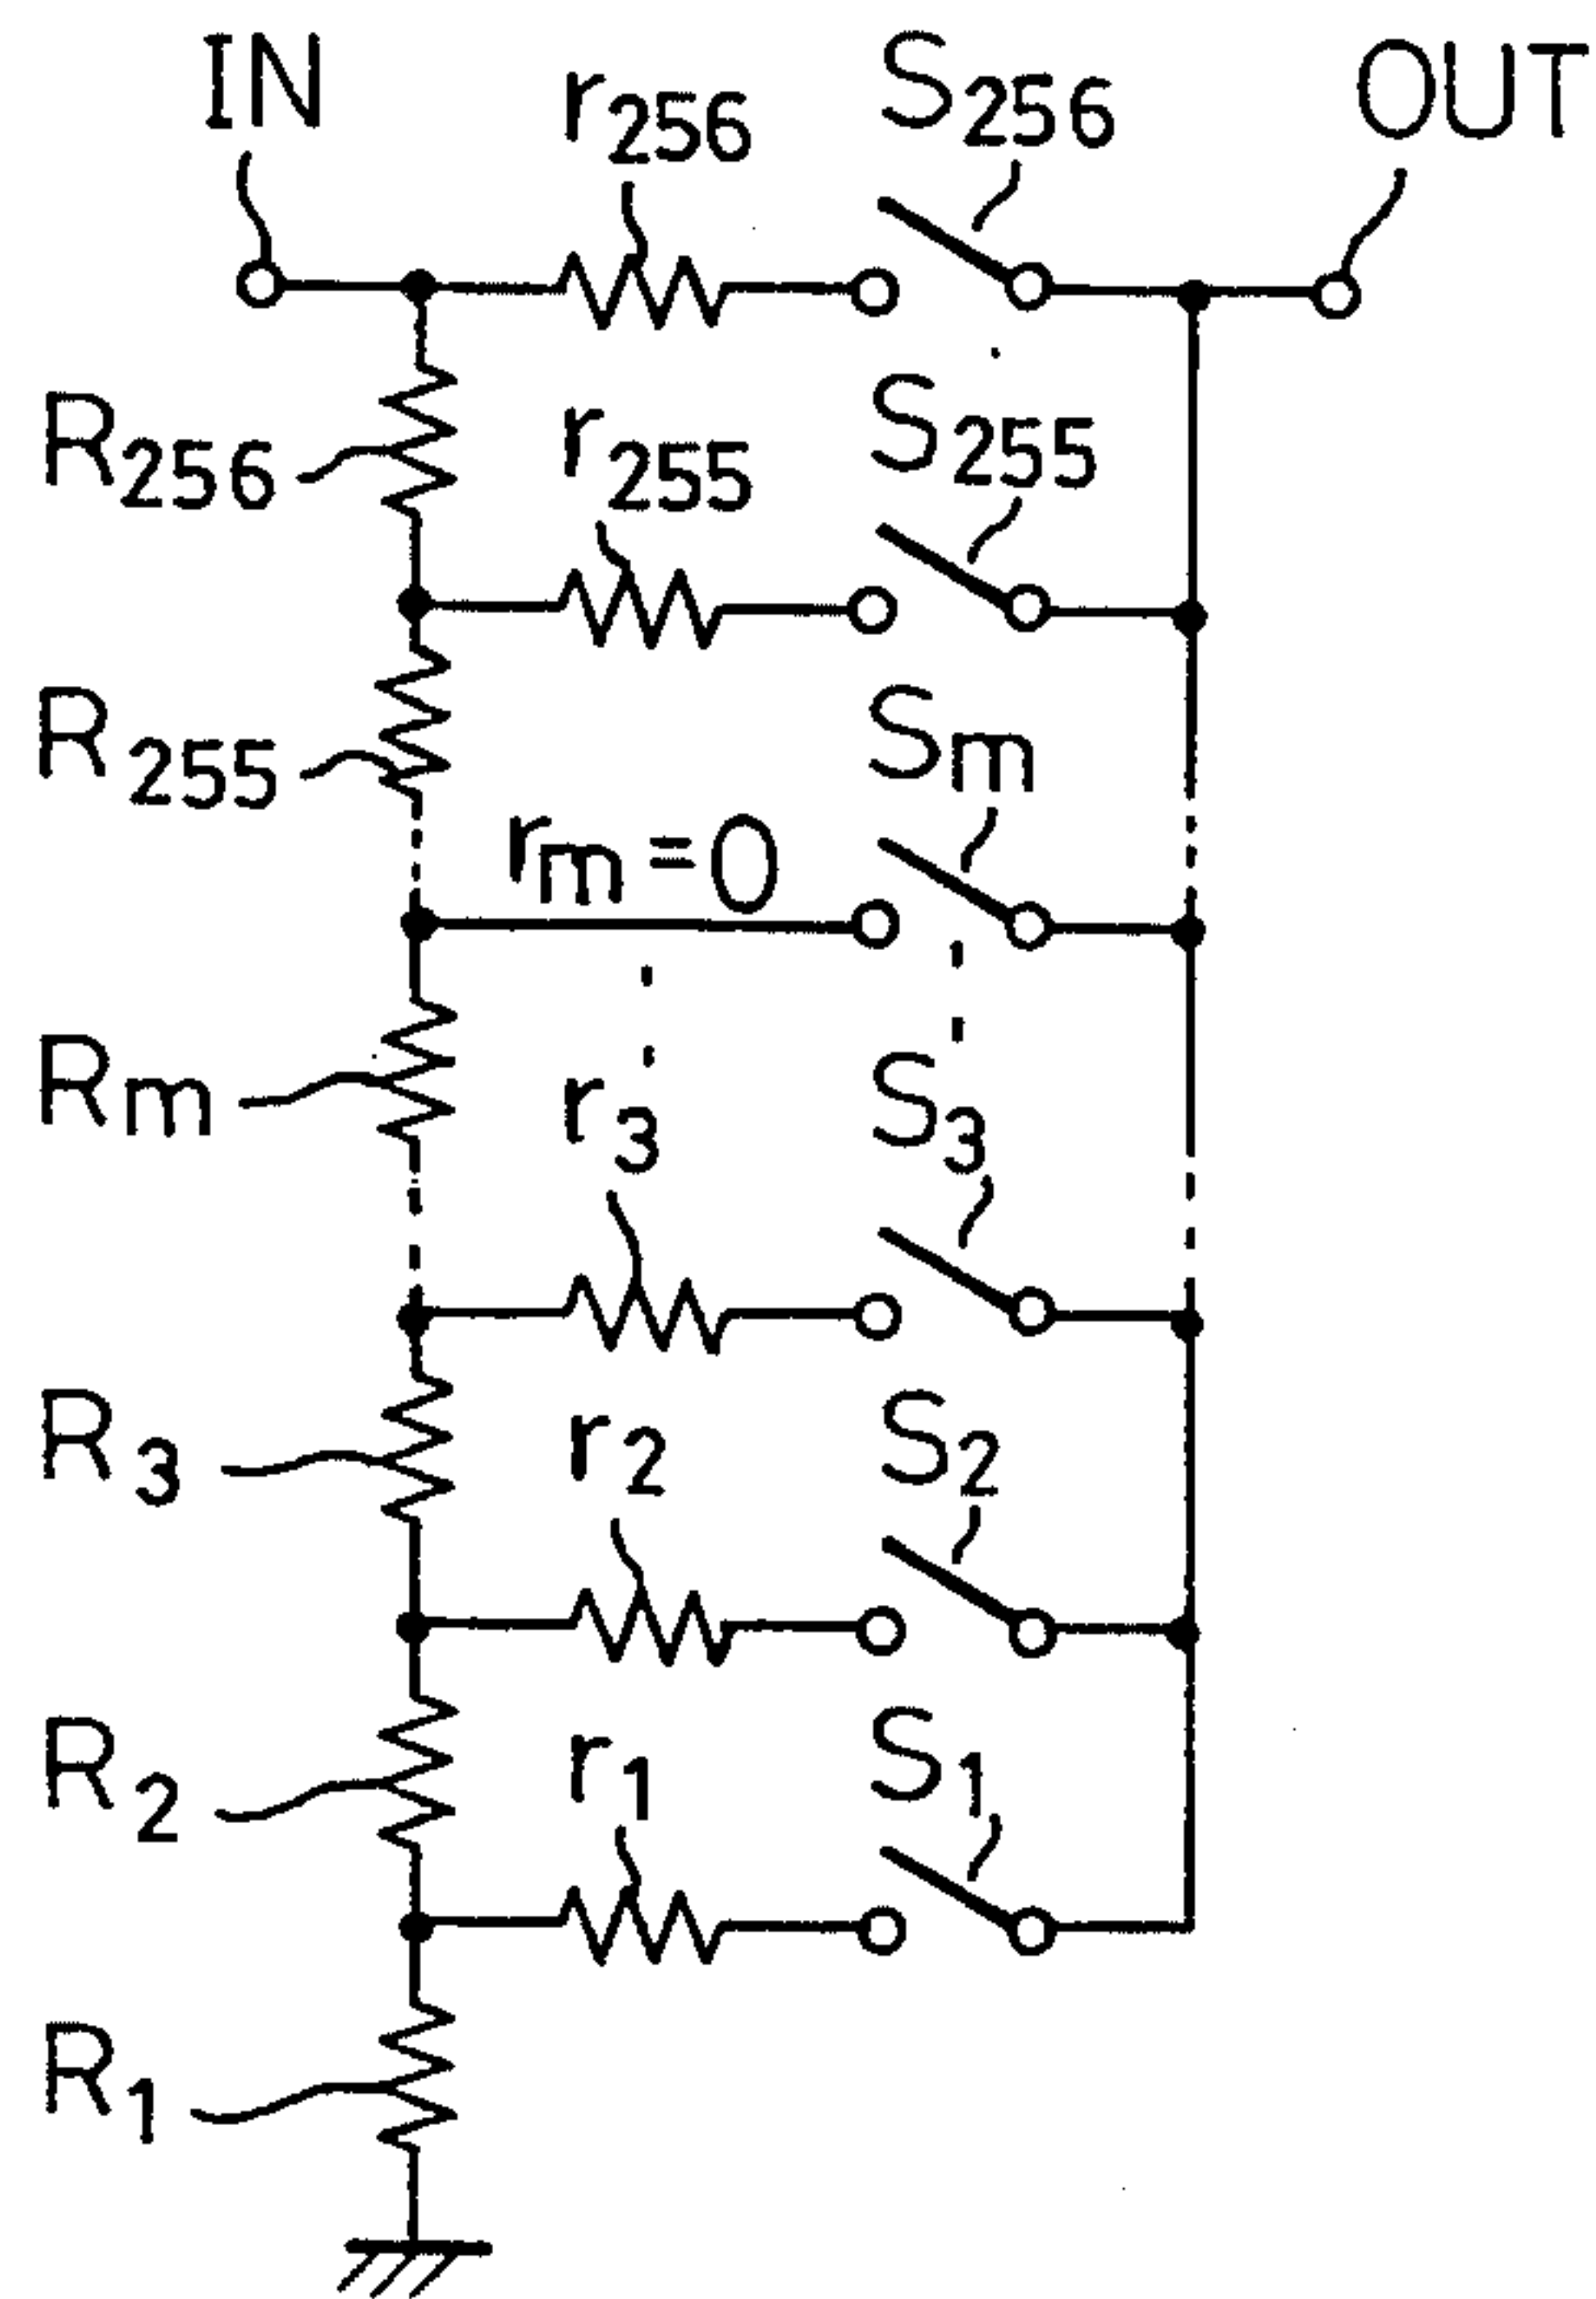 IN r256 S256 OUT
R256 r255 S255
R255 Sm
rm=0
Rm r3 S3
R3 r2 S2
R2 r1 S1
R1